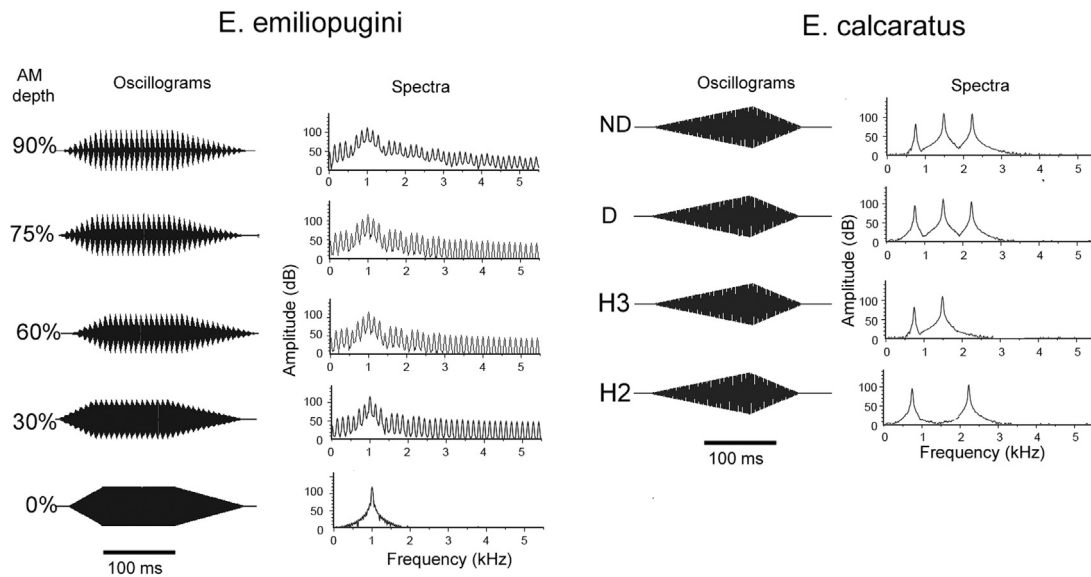 E. emiliopugini
AM
depth
Oscillograms
Spectra
90%
100
50
0
0 1 2 3 4 5
75%
100
50
0
0 1 2 3 4 5
60%
100
50
0
0 1 2 3 4 5
30%
100
50
0
0 1 2 3 4 5
0%
100
50
0
0 1 2 3 4 5
Amplitude (dB)
Frequency (kHz)
100 ms
E. calcaratus
Oscillograms
Spectra
ND
100
50
0
0 1 2 3 4 5
D
100
50
0
0 1 2 3 4 5
H3
100
50
0
0 1 2 3 4 5
H2
100
50
0
0 1 2 3 4 5
Amplitude (dB)
Frequency (kHz)
100 ms